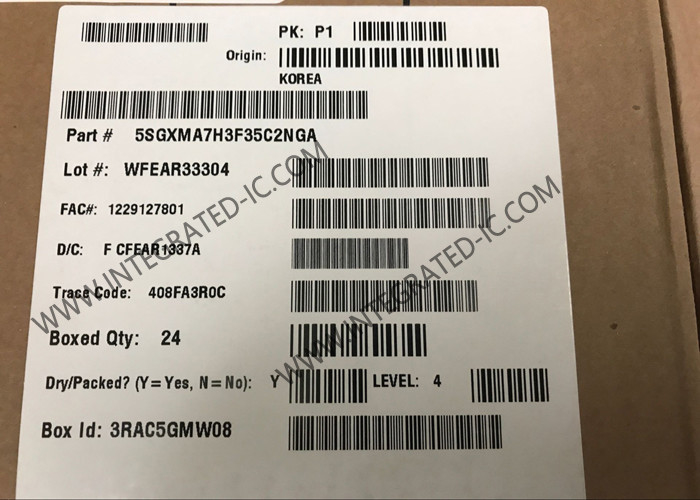 PK: P1
Origin:
KOREA
Part # 5SGXMA7H3F35C2NGA
Lot #: WFEAR33304
FAC#: 1229127801
D/C: F CFEAR1337A
Trace Code: 408FA3R0C
Boxed Qty: 24
Dry/Packed? (Y=Yes, N=No): Y LEVEL: 4
Box Id: 3RAC5GMW08
WWW.INTEGRATED-IC.COM
WWW.INTEGRATED-IC.COM